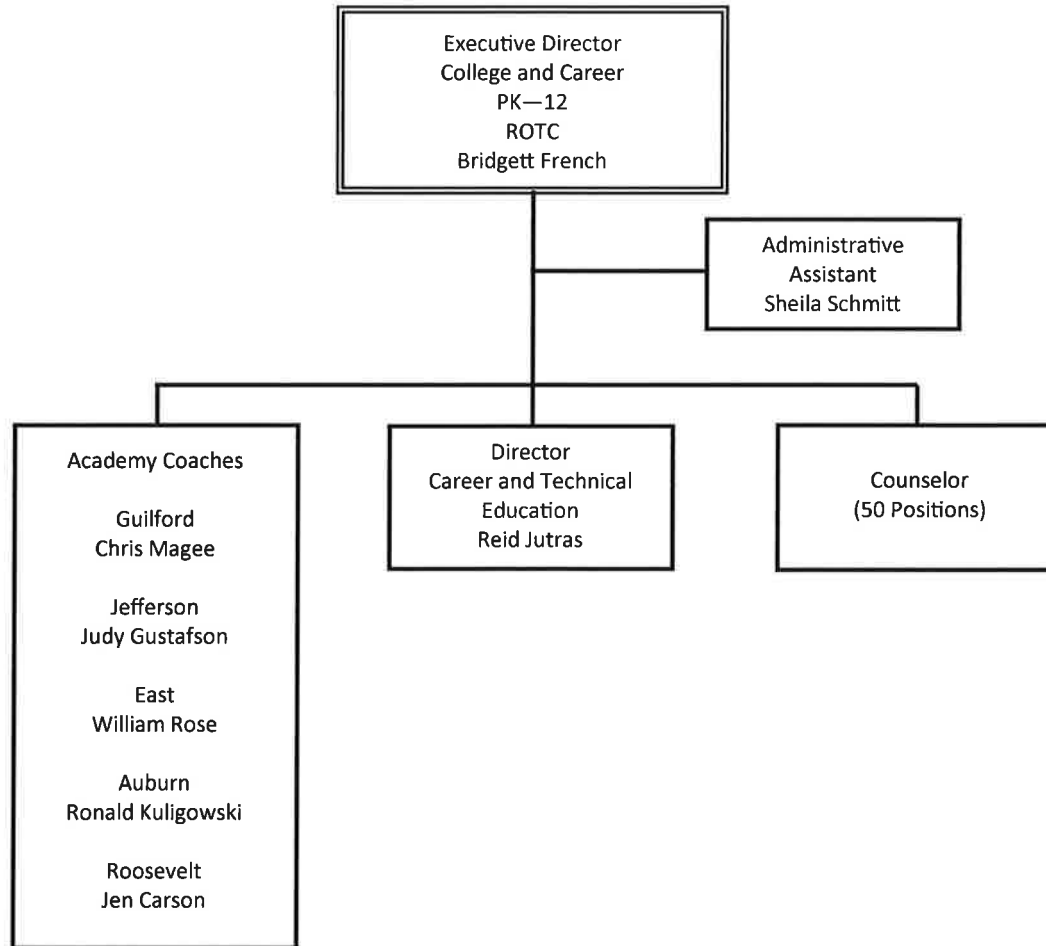 Executive Director
College and Career
PK—12
ROTC
Bridgett French
Administrative
Assistant
Sheila Schmitt
Academy Coaches
Guilford
Chris Magee
Jefferson
Judy Gustafson
East
William Rose
Auburn
Ronald Kuligowski
Roosevelt
Jen Carson
Director
Career and Technical
Education
Reid Jutras
Counselor
(50 Positions)